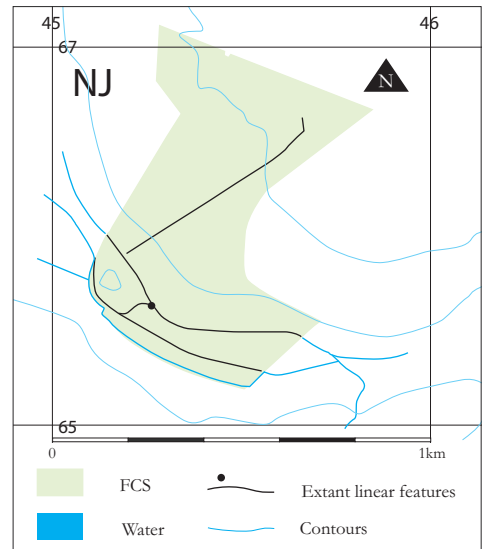 45 46
67
NJ
N
65
0 1km
FCS Extant linear features
Water Contours